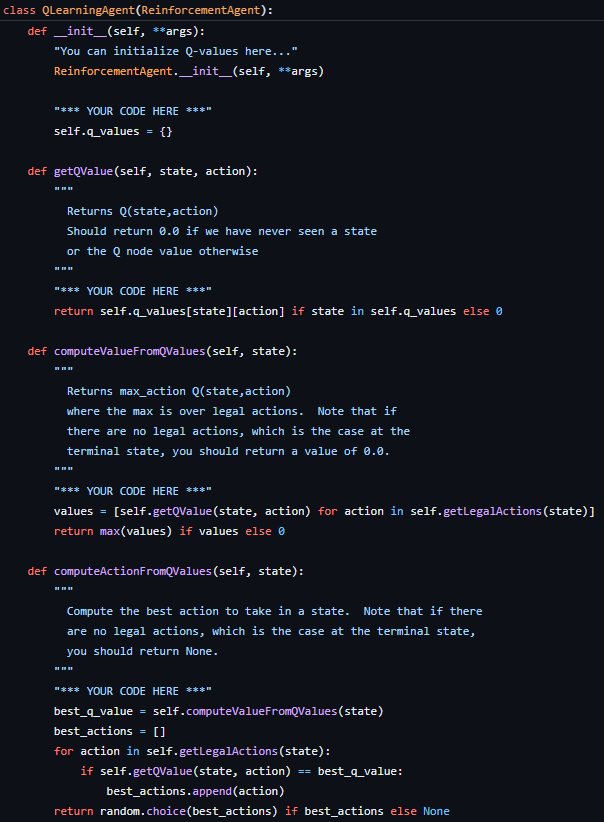 class QLearningAgent(ReinforcementAgent):
    def __init__(self, **args):
        "You can initialize Q-values here..."
        ReinforcementAgent.__init__(self, **args)

        "*** YOUR CODE HERE ***"
        self.q_values = {}

    def getQValue(self, state, action):
        """
          Returns Q(state,action)
          Should return 0.0 if we have never seen a state
          or the Q node value otherwise
        """
        "*** YOUR CODE HERE ***"
        return self.q_values[state][action] if state in self.q_values else 0

    def computeValueFromQValues(self, state):
        """
          Returns max_action Q(state,action)
          where the max is over legal actions.  Note that if
          there are no legal actions, which is the case at the
          terminal state, you should return a value of 0.0.
        """
        "*** YOUR CODE HERE ***"
        values = [self.getQValue(state, action) for action in self.getLegalActions(state)]
        return max(values) if values else 0

    def computeActionFromQValues(self, state):
        """
          Compute the best action to take in a state.  Note that if there
          are no legal actions, which is the case at the terminal state,
          you should return None.
        """
        "*** YOUR CODE HERE ***"
        best_q_value = self.computeValueFromQValues(state)
        best_actions = []
        for action in self.getLegalActions(state):
            if self.getQValue(state, action) == best_q_value:
                best_actions.append(action)
        return random.choice(best_actions) if best_actions else None